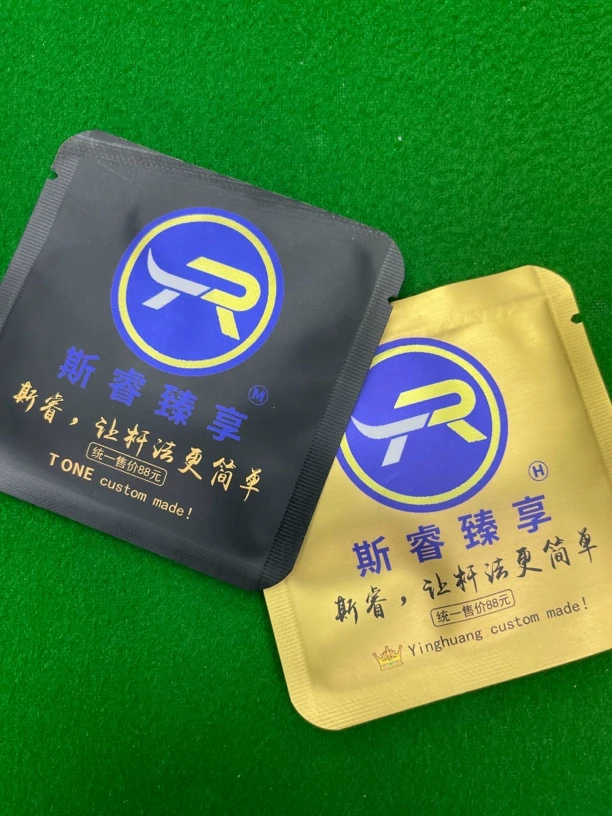 YR
斯睿臻享 M
斯睿，让杆法更简单
统一售价88元
TONE custom made!
YR
H
斯睿臻享
斯睿，让杆法更简单
统一售价88元
Yinghuang custom made!